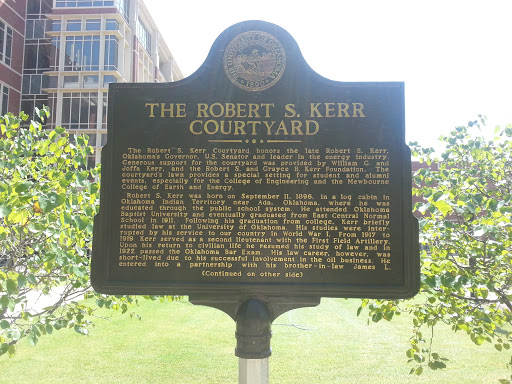 THE ROBERT S. KERR
COURTYARD
The Robert S. Kerr Courtyard honors the late Robert S. Kerr,
Oklahoma's Governor, U.S. Senator and leader in the energy industry.
Generous support for the courtyard was provided by William G. and
Joffa Kerr, and the Robert S. and Grayce B. Kerr Foundation. The
courtyard's lawn provides a special setting for student and alumni
events, especially for the College of Engineering and the Mewbourne
College of Earth and Energy.
Robert S. Kerr was born on September 11, 1896, in a log cabin in
Oklahoma Indian Territory near Ada, Oklahoma, where he was
educated through the public school system. He attended Oklahoma
Baptist University and eventually graduated from East Central Normal
School in 1911. Following his graduation from college, Kerr briefly
studied law at the University of Oklahoma. His studies were inter-
rupted by his service to our country in World War I. From 1917 to
1919 Kerr served as a second lieutenant with the First Field Artillery.
Upon his return to civilian life he resumed his study of law and in
1922 passed the Oklahoma Bar Exam. His law career, however, was
short-lived due to his successful involvement in the oil business. He
entered into a partnership with his brother-in-law James L.
(Continued on other side)